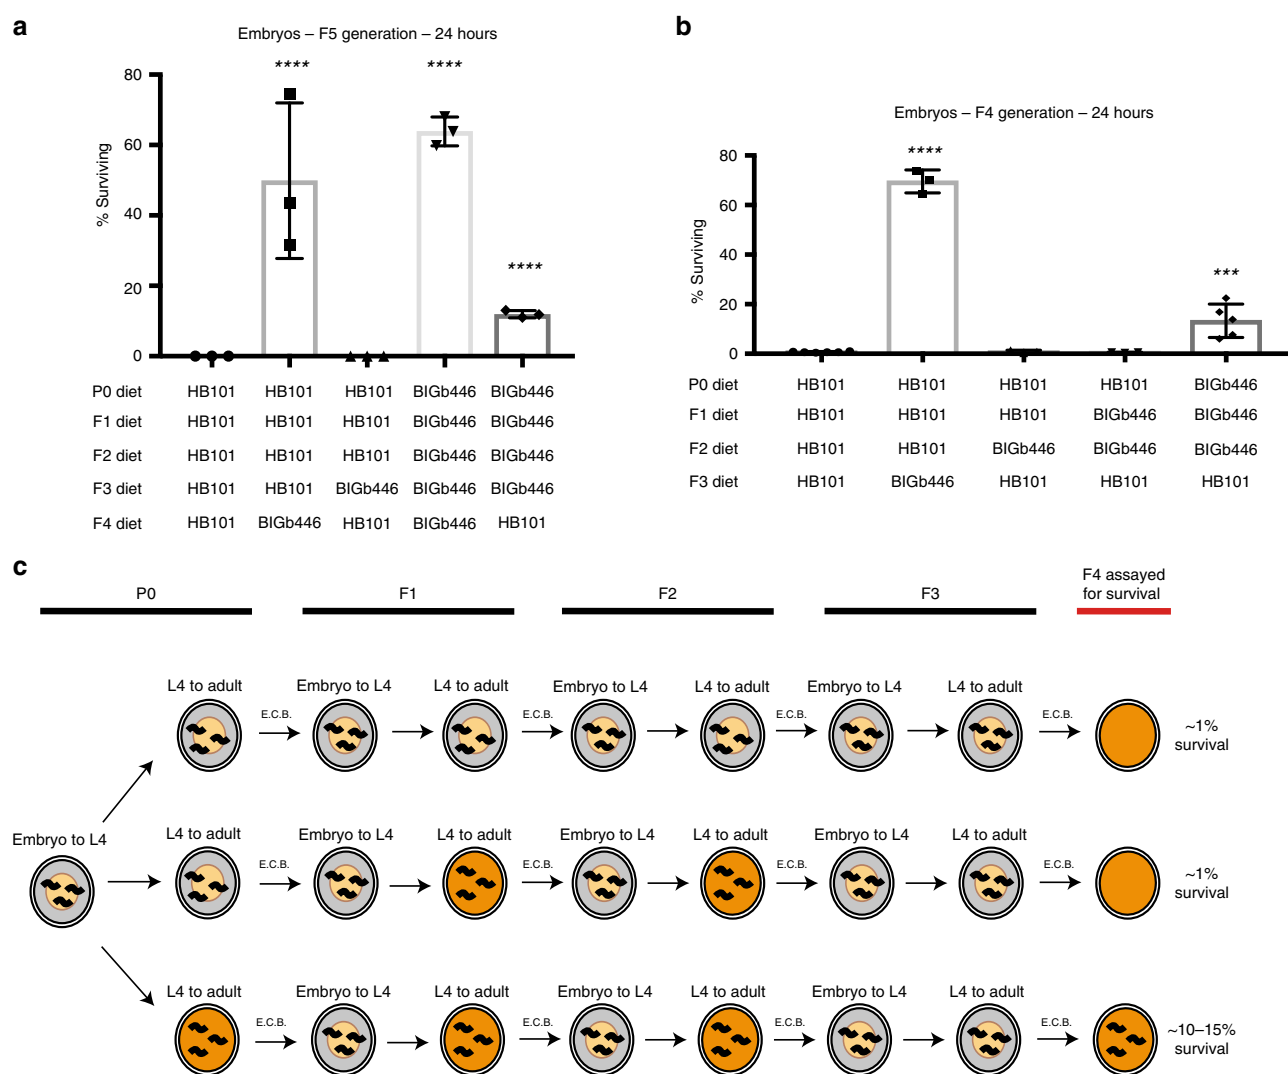 a
Embryos – F5 generation – 24 hours
% Surviving
80
60
40
20
0
****
****
****
P0 diet HB101 HB101 HB101 BIGb446 BIGb446
F1 diet HB101 HB101 HB101 BIGb446 BIGb446
F2 diet HB101 HB101 HB101 BIGb446 BIGb446
F3 diet HB101 HB101 BIGb446 BIGb446 BIGb446
F4 diet HB101 BIGb446 HB101 BIGb446 HB101
b
Embryos – F4 generation – 24 hours
% Surviving
80
60
40
20
0
****
***
P0 diet HB101 HB101 HB101 HB101 BIGb446
F1 diet HB101 HB101 HB101 BIGb446 BIGb446
F2 diet HB101 HB101 BIGb446 BIGb446 BIGb446
F3 diet HB101 BIGb446 HB101 HB101 HB101
c
P0 F1 F2 F3
F4 assayed
for survival
L4 to adult Embryo to L4 L4 to adult Embryo to L4 L4 to adult Embryo to L4 L4 to adult
E.C.B. E.C.B. E.C.B. E.C.B.
~1%
survival
Embryo to L4
L4 to adult Embryo to L4 L4 to adult Embryo to L4 L4 to adult Embryo to L4 L4 to adult
E.C.B. E.C.B. E.C.B. E.C.B.
~1%
survival
L4 to adult Embryo to L4 L4 to adult Embryo to L4 L4 to adult Embryo to L4 L4 to adult
E.C.B. E.C.B. E.C.B. E.C.B.
~10–15%
survival